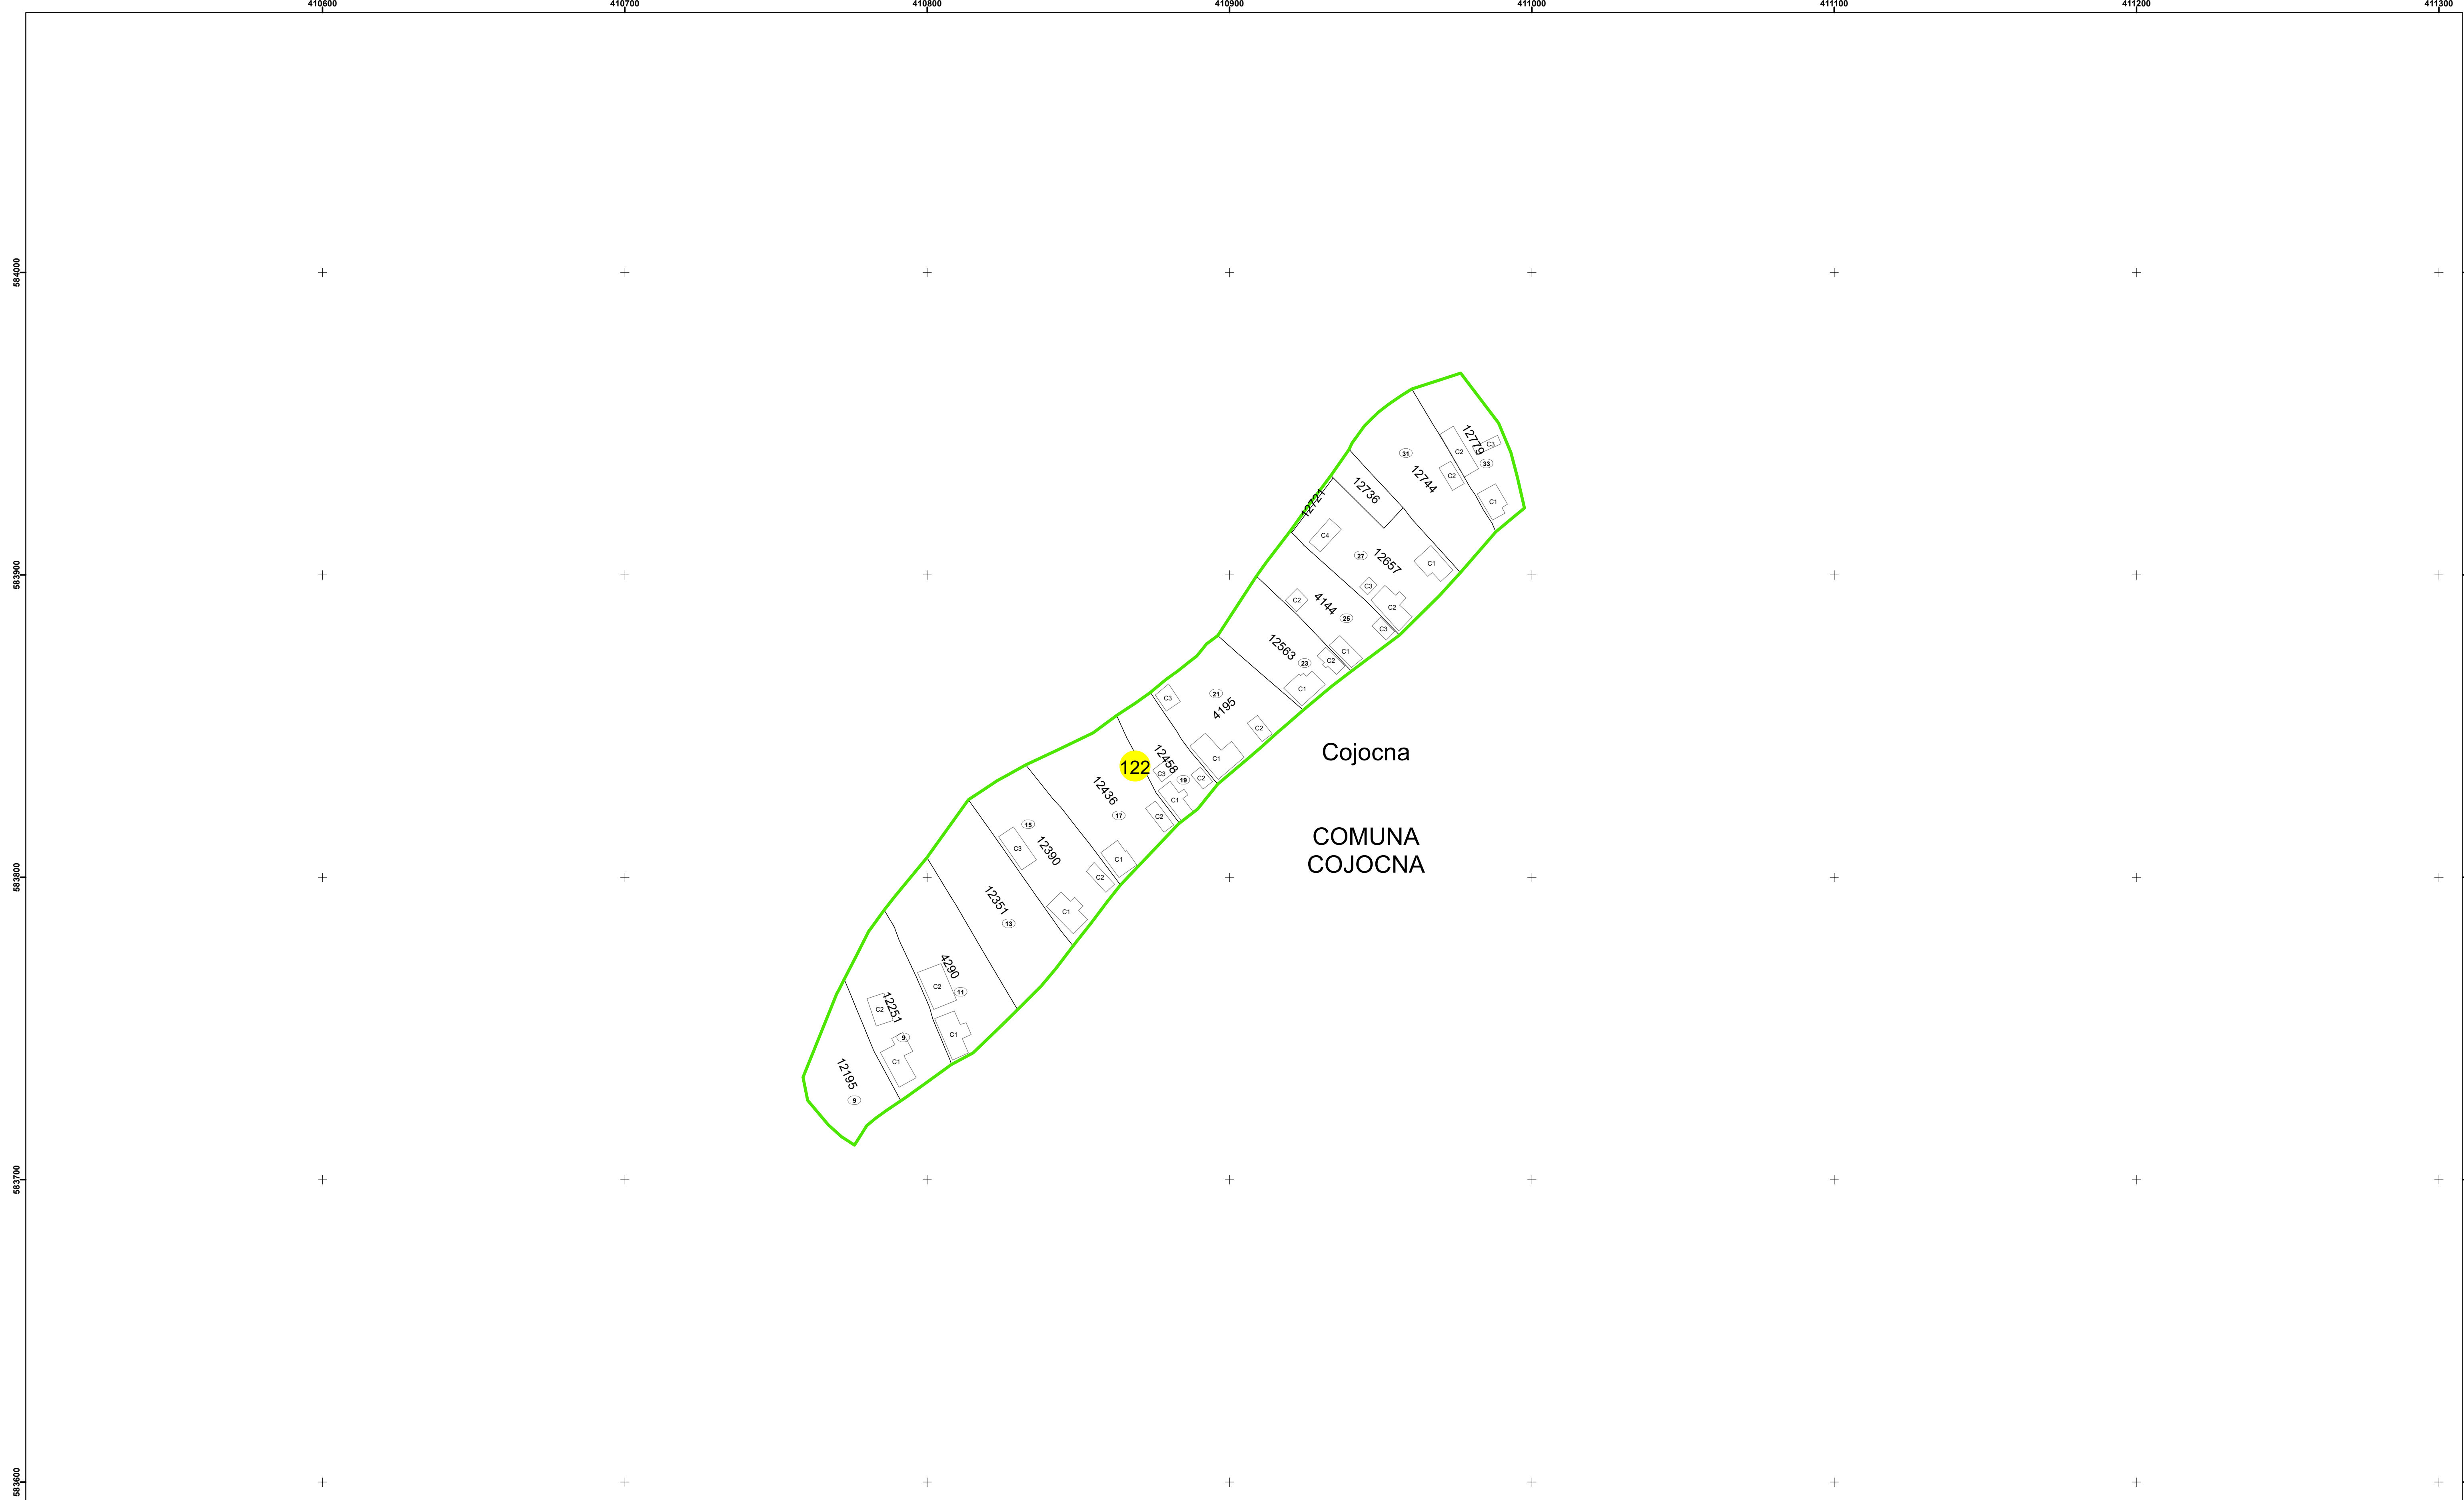 410600
410700
410800
410900
411000
411100
411200
411300
584000
583900
583800
583700
583600
12779
C3
C2
33
31
C2
12744
12736
C1
12721
C4
27
12657
C1
C3
C2
C2
4144
25
C3
12563
C1
23
C2
C1
21
C3
4195
C2
12458
C1
122
C3
19
C2
12436
C1
17
C2
15
C3
12390
C1
C2
C1
12351
13
4290
C2
11
12251
C2
C1
9
C1
12195
9
Cojocna
COMUNA
COJOCNA